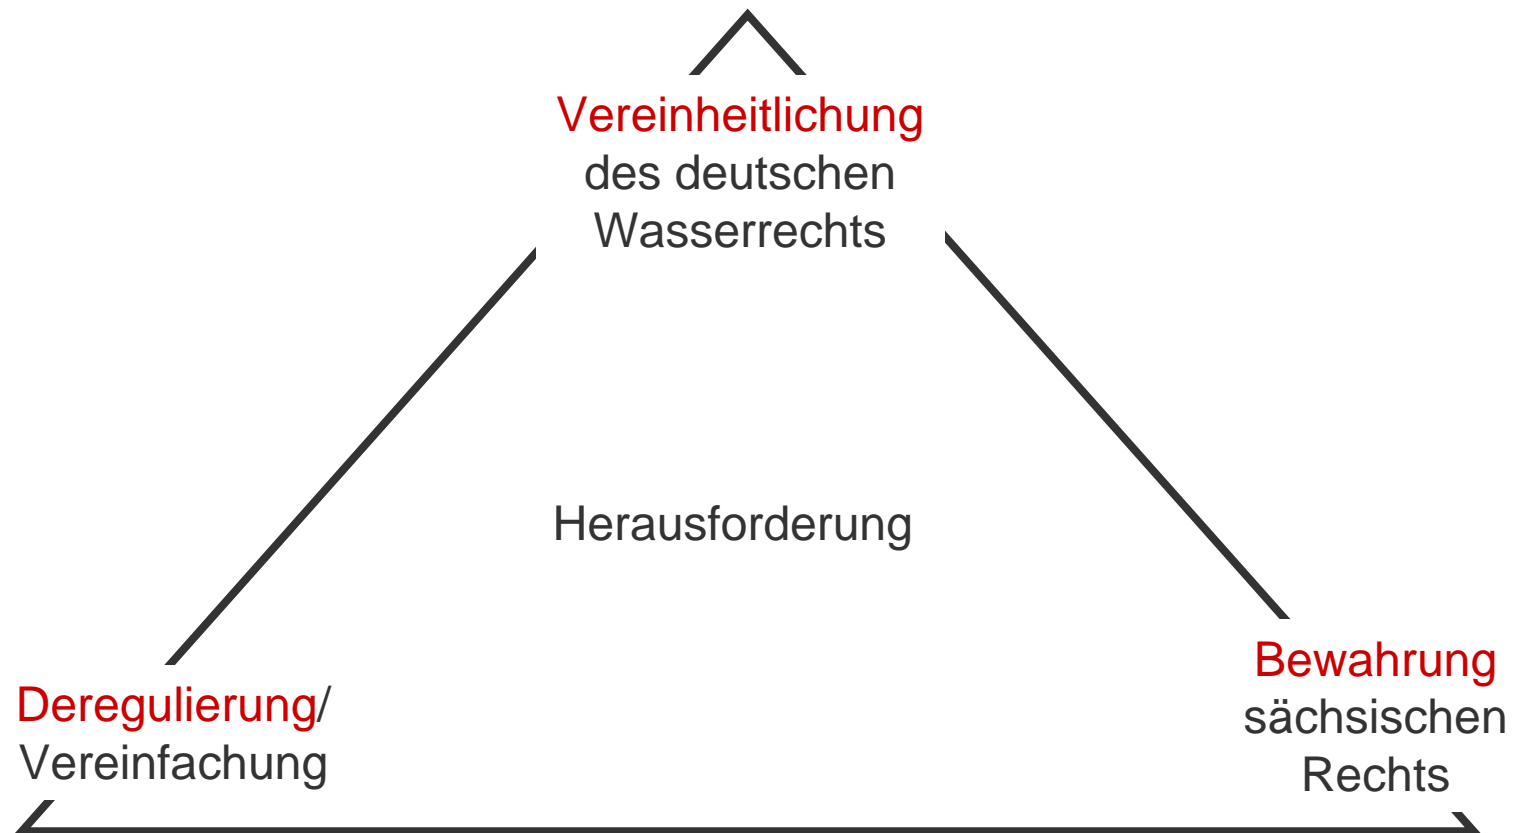 Vereinheitlichung
des deutschen
Wasserrechts
Herausforderung
Deregulierung/
Vereinfachung
Bewahrung
sächsischen
Rechts